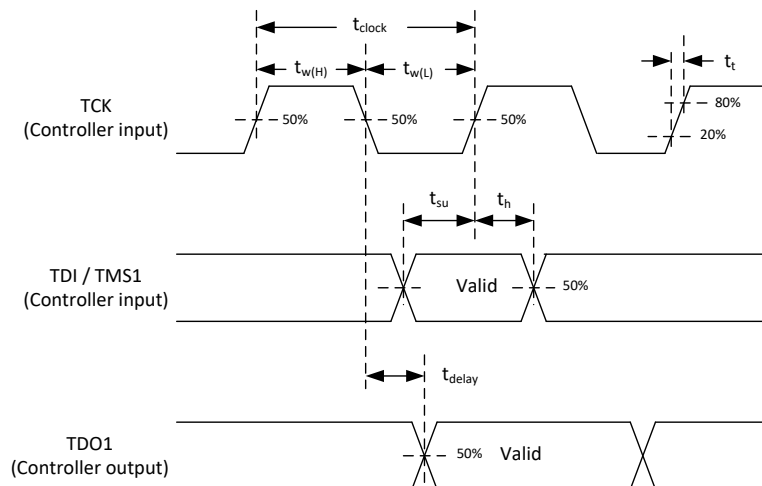 tclock
tw(H) tw(L) tt
TCK
(Controller input)
50% 50% 50% 80%
20%
tsu th
TDI / TMS1
(Controller input)
Valid 50%
tdelay
TDO1
(Controller output)
50% Valid